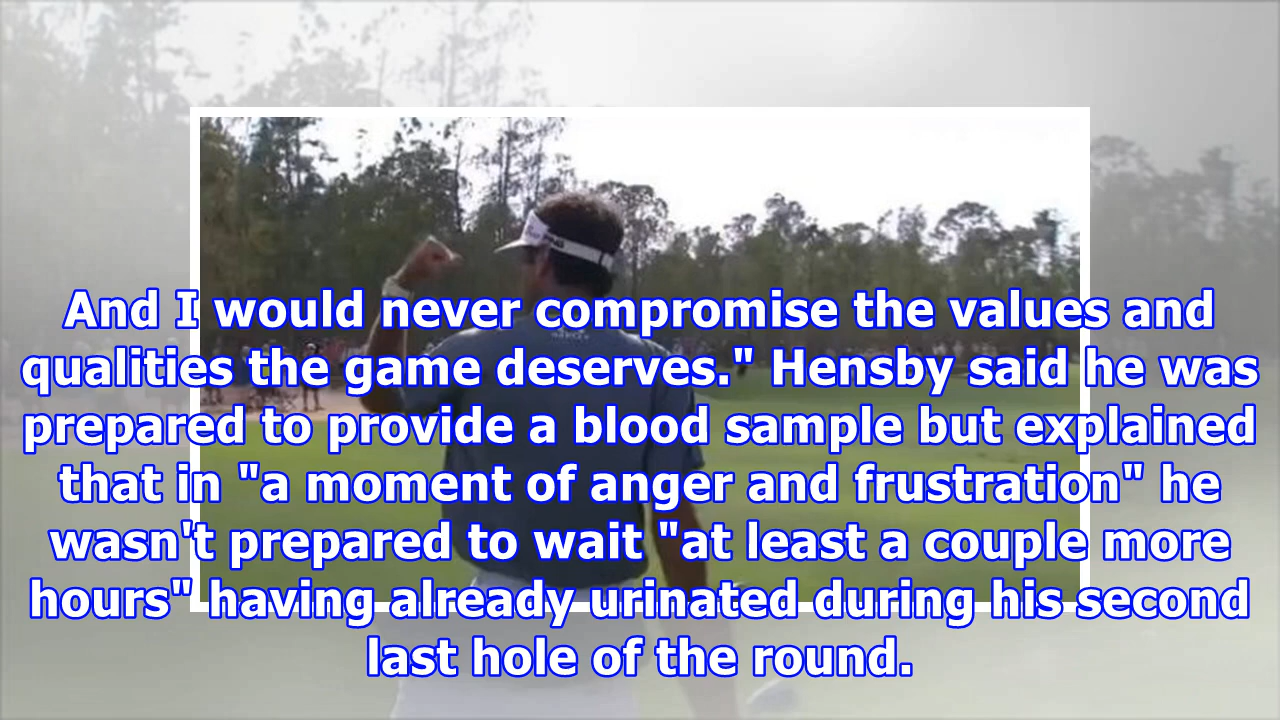 And I would never compromise the values and
qualities the game deserves." Hensby said he was
prepared to provide a blood sample but explained
that in "a moment of anger and frustration" he
wasn't prepared to wait "at least a couple more
hours" having already urinated during his second
last hole of the round.